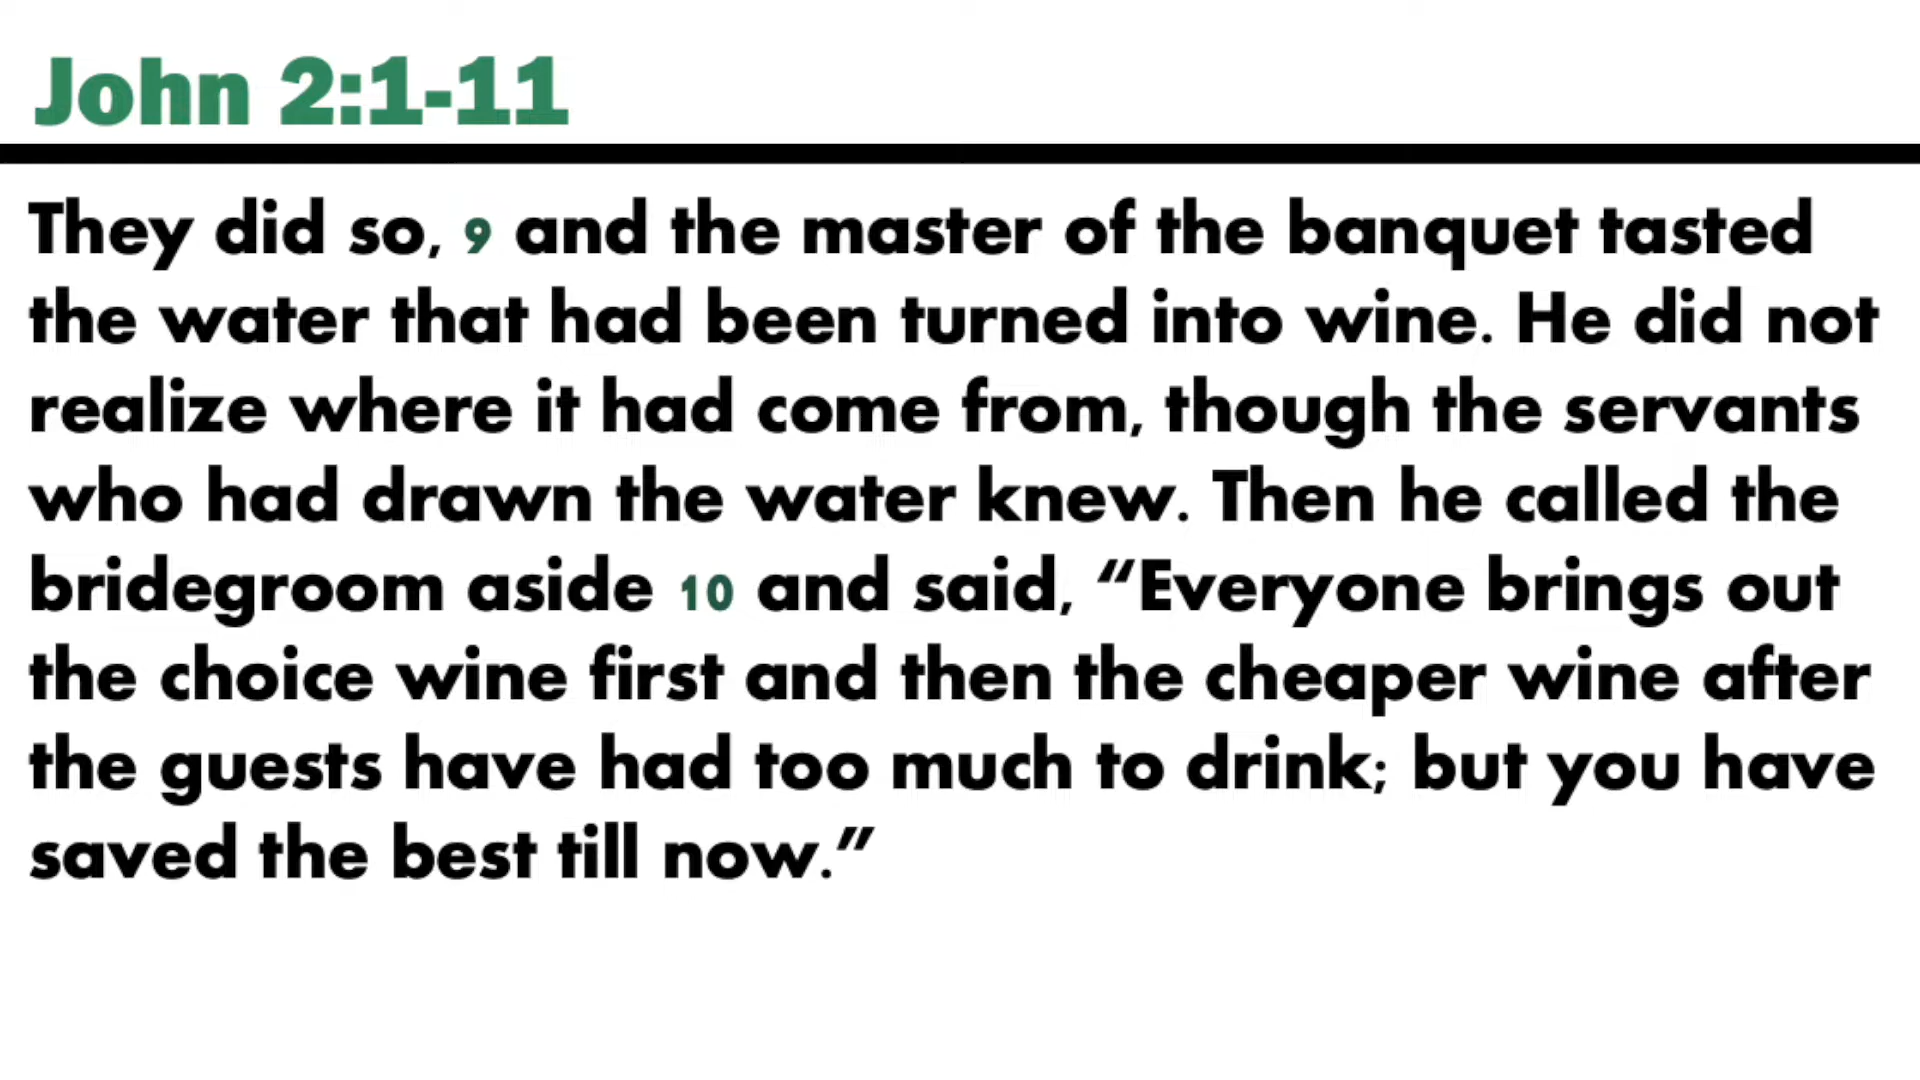 John 2:1-11
They did so, 9 and the master of the banquet tasted
the water that had been turned into wine. He did not
realize where it had come from, though the servants
who had drawn the water knew. Then he called the
bridegroom aside 10 and said, “Everyone brings out
the choice wine first and then the cheaper wine after
the guests have had too much to drink; but you have
saved the best till now.”